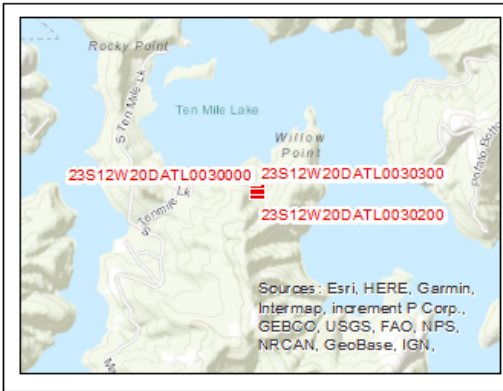 Rocky Point
S Ten Mile Lk
Ten Mile Lake
Willow
Point
23S12W20DATL0030000
23S12W20DATL0030300
S Tenmile Lk
23S12W20DATL0030200
Sources: Esri, HERE, Garmin,
Intermap, increment P Corp.,
GEBCO, USGS, FAO, NPS,
NRCAN, GeoBase, IGN,